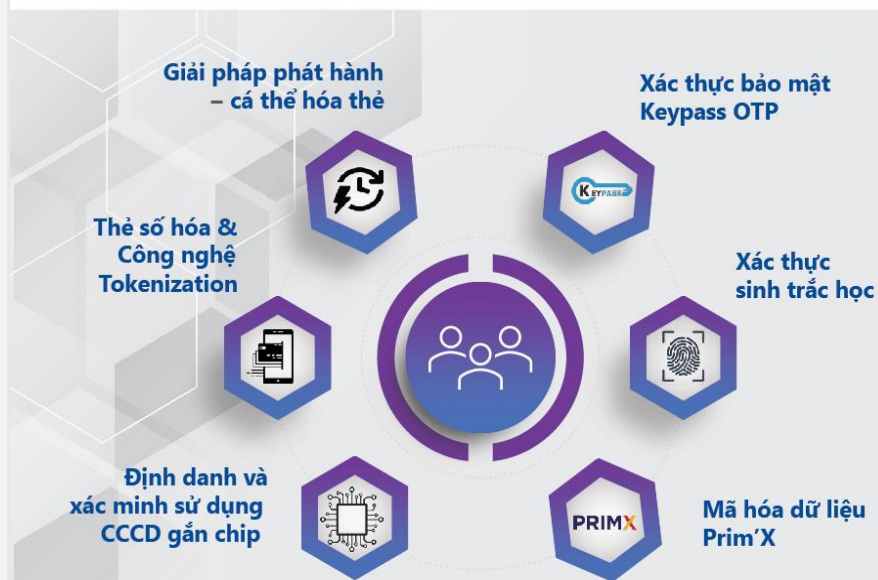 Giải pháp phát hành
– cá thể hóa thẻ
Xác thực bảo mật
Keypass OTP
KEYPASS
Thẻ số hóa &
Công nghệ
Tokenization
Xác thực
sinh trắc học
Định danh và
xác minh sử dụng
CCCD gắn chip
PRIMX
Mã hóa dữ liệu
Prim’X